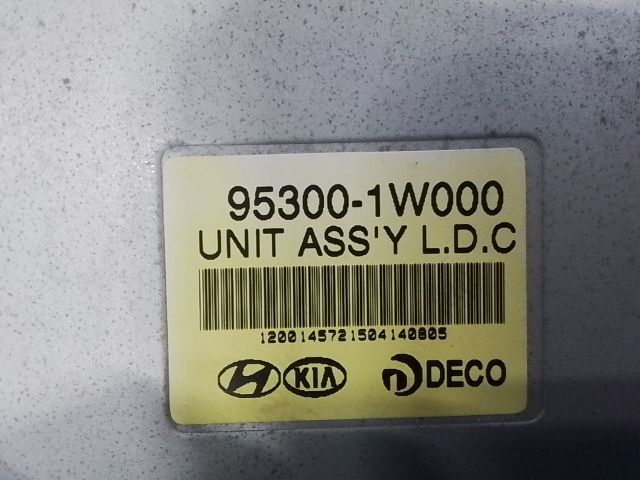 95300-1W000
UNIT ASS'Y L.D.C
1200145721504140805
KIA DECO